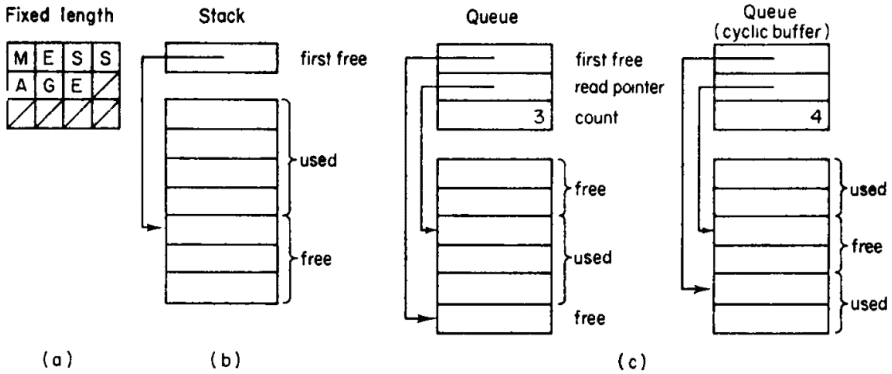 Fixed length
M E S S
A G E
(a)
Stack
first free
used
free
(b)
Queue
first free
read pointer
3
count
free
used
free
Queue
(cyclic buffer)
4
used
free
used
(c)